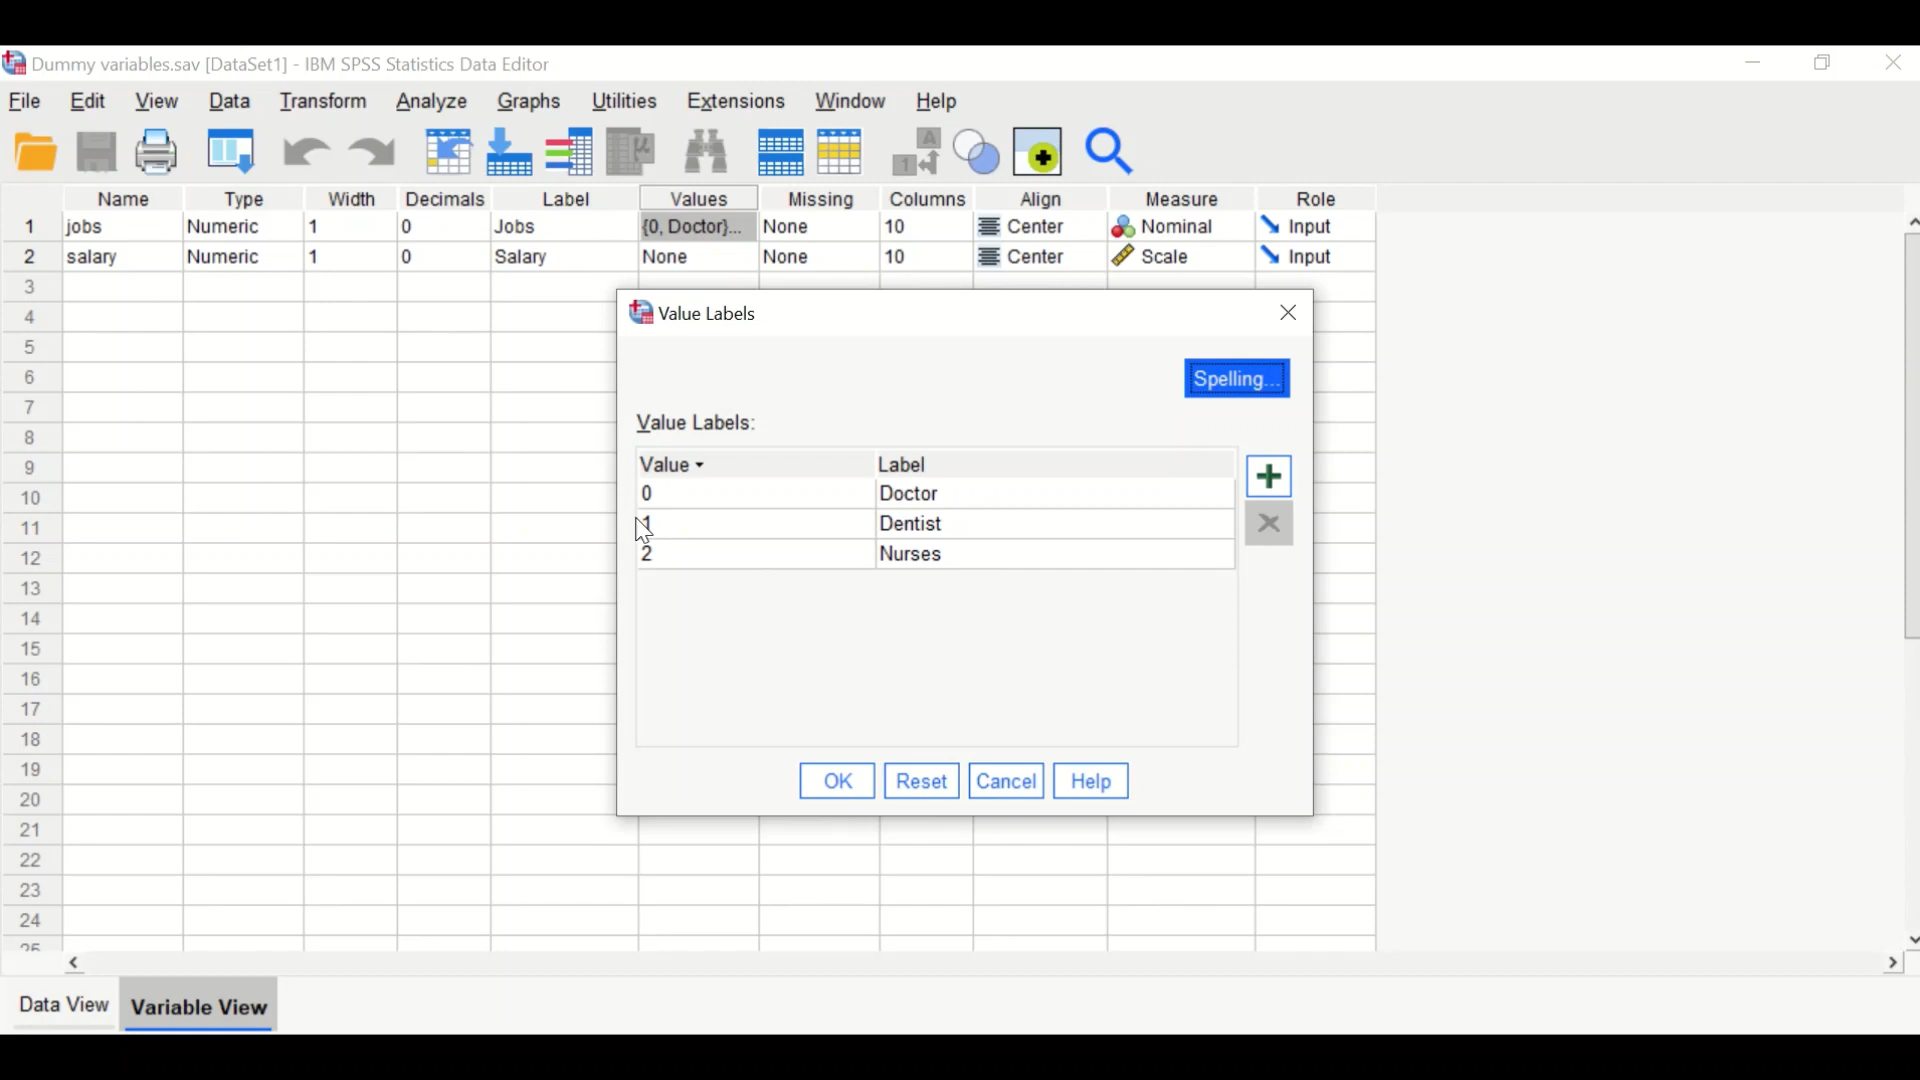 Dummy variables.sav [DataSet1] - IBM SPSS Statistics Data Editor
File Edit View Data Transform Analyze Graphs Utilities Extensions Window Help
Name Type Width Decimals Label Values Missing Columns Align Measure Role
1 jobs Numeric 1 0 Jobs {0, Doctor}... None 10 Center Nominal Input
2 salary Numeric 1 0 Salary None None 10 Center Scale Input
3
4
5
6
7
8
9
10
11
12
13
14
15
16
17
18
19
20
21
22
23
24
25
Value Labels
Spelling...
Value Labels:
Value Label
0 Doctor
1 Dentist
2 Nurses
OK Reset Cancel Help
Data View Variable View